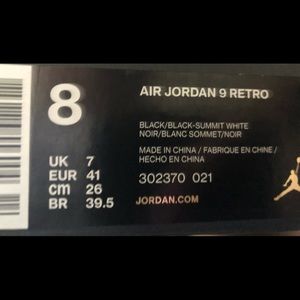 8
AIR JORDAN 9 RETRO
BLACK/BLACK-SUMMIT WHITE
NOIR/BLANC SOMMET/NOIR
MADE IN CHINA / FABRIQUE EN CHINE /
HECHO EN CHINA
UK 7
EUR 41
cm 26
BR 39.5
302370 021
JORDAN.COM